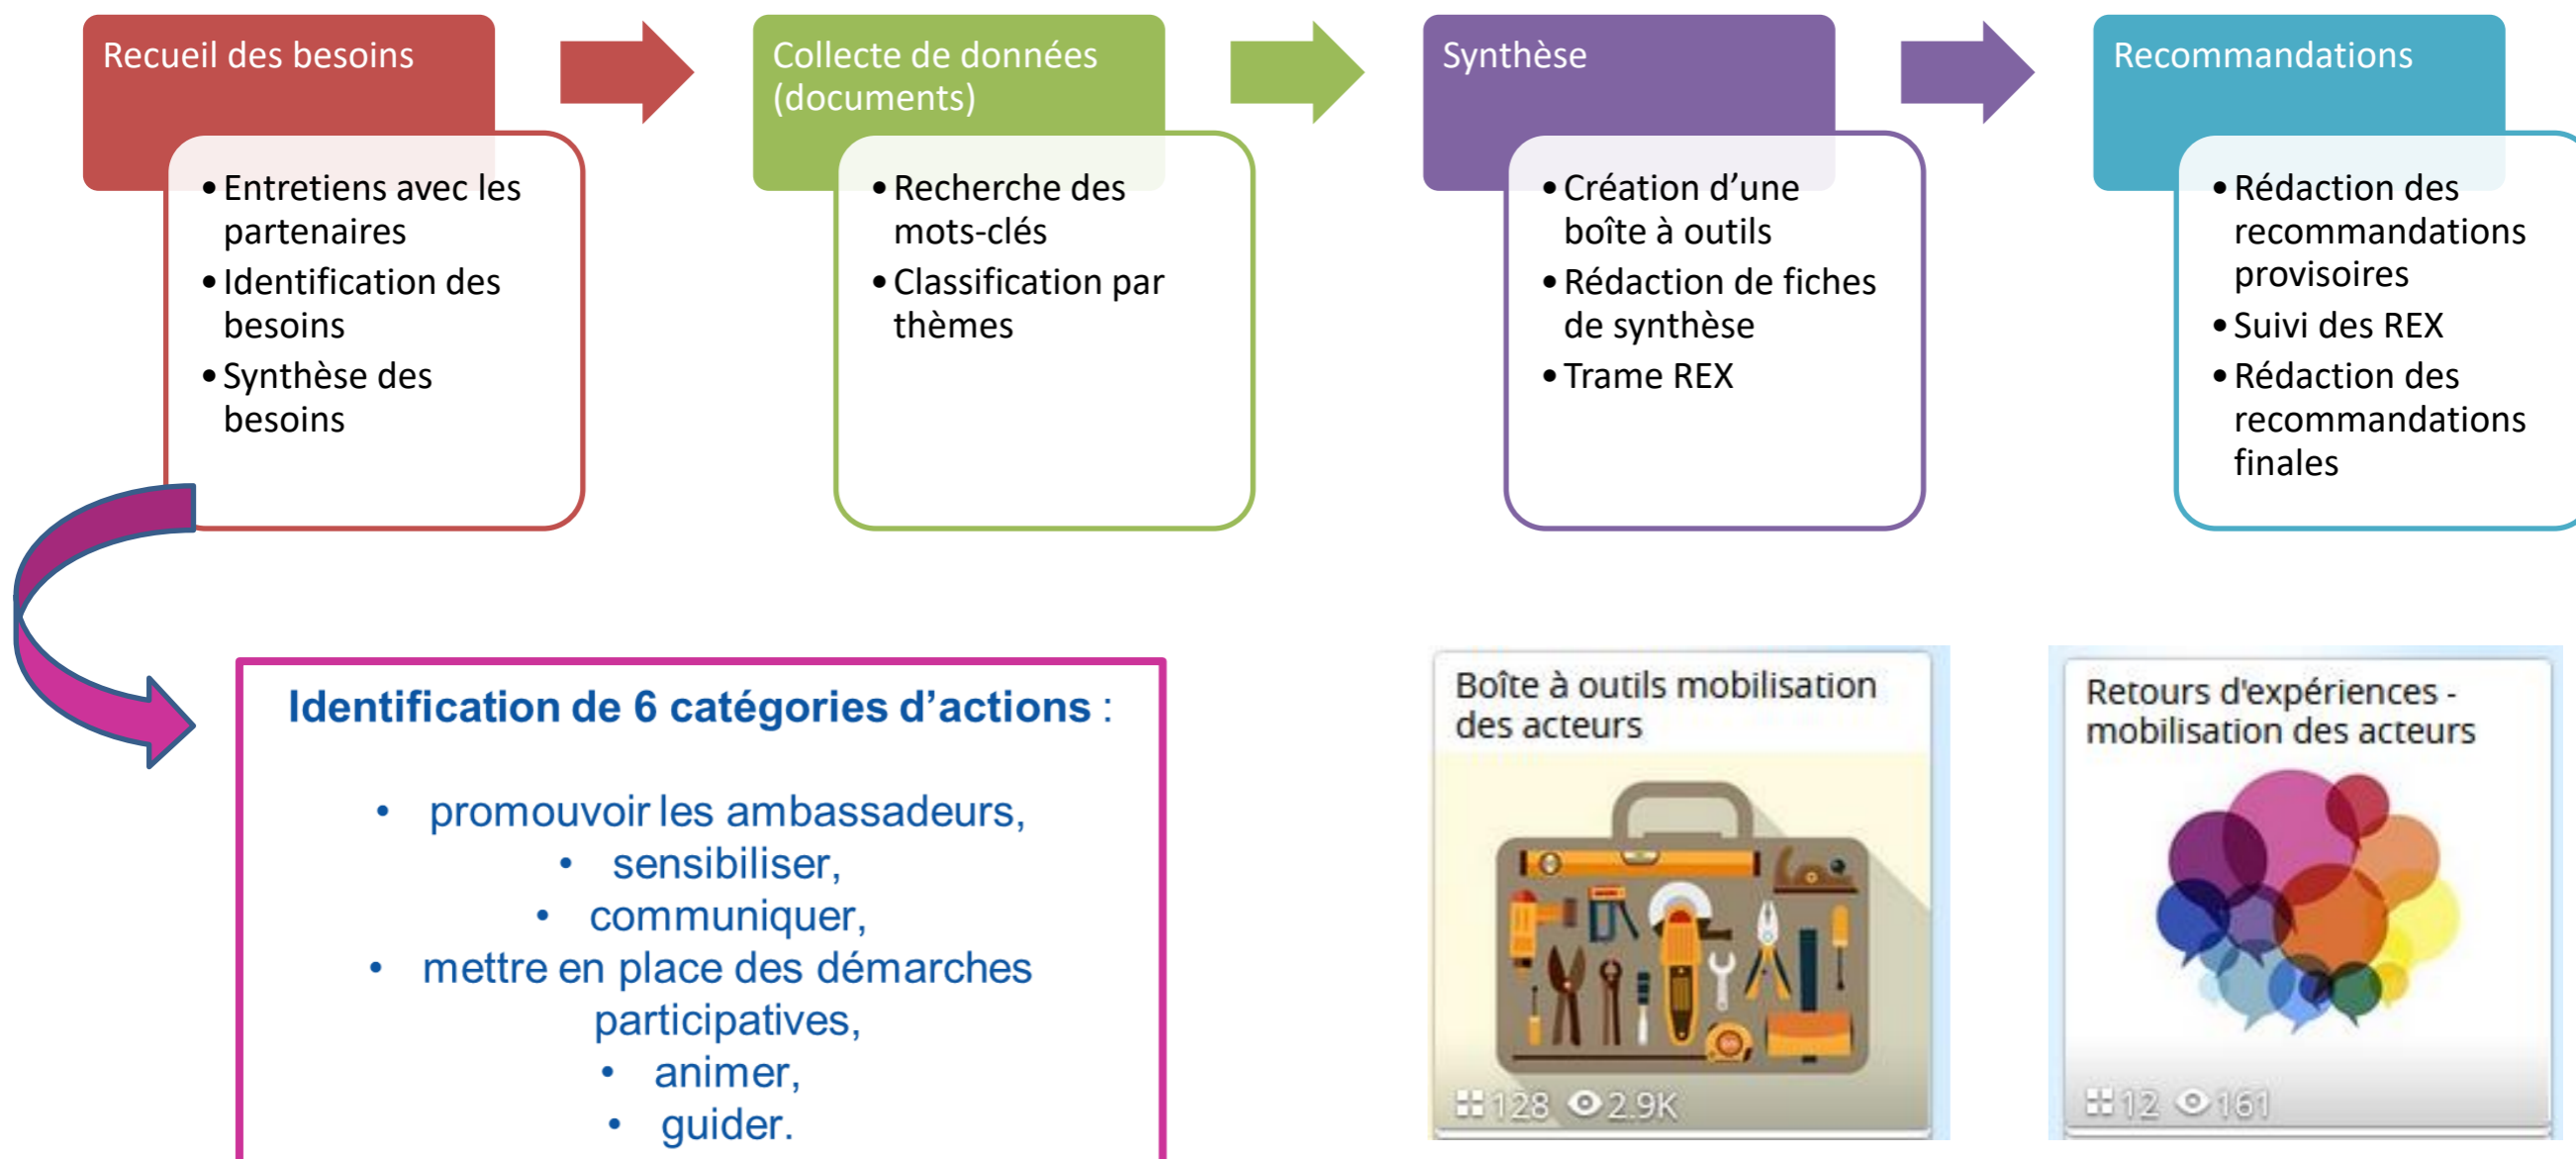 Recueil des besoins
• Entretiens avec les
partenaires
• Identification des
besoins
• Synthèse des
besoins
Collecte de données
(documents)
• Recherche des
mots-clés
• Classification par
thèmes
Synthèse
• Création d’une
boîte à outils
• Rédaction de fiches
de synthèse
• Trame REX
Recommandations
• Rédaction des
recommandations
provisoires
• Suivi des REX
• Rédaction des
recommandations
finales
Identification de 6 catégories d’actions :
• promouvoir les ambassadeurs,
• sensibiliser,
• communiquer,
• mettre en place des démarches
participatives,
• animer,
• guider.
Boîte à outils mobilisation
des acteurs
128 2.9K
Retours d'expériences -
mobilisation des acteurs
12 161